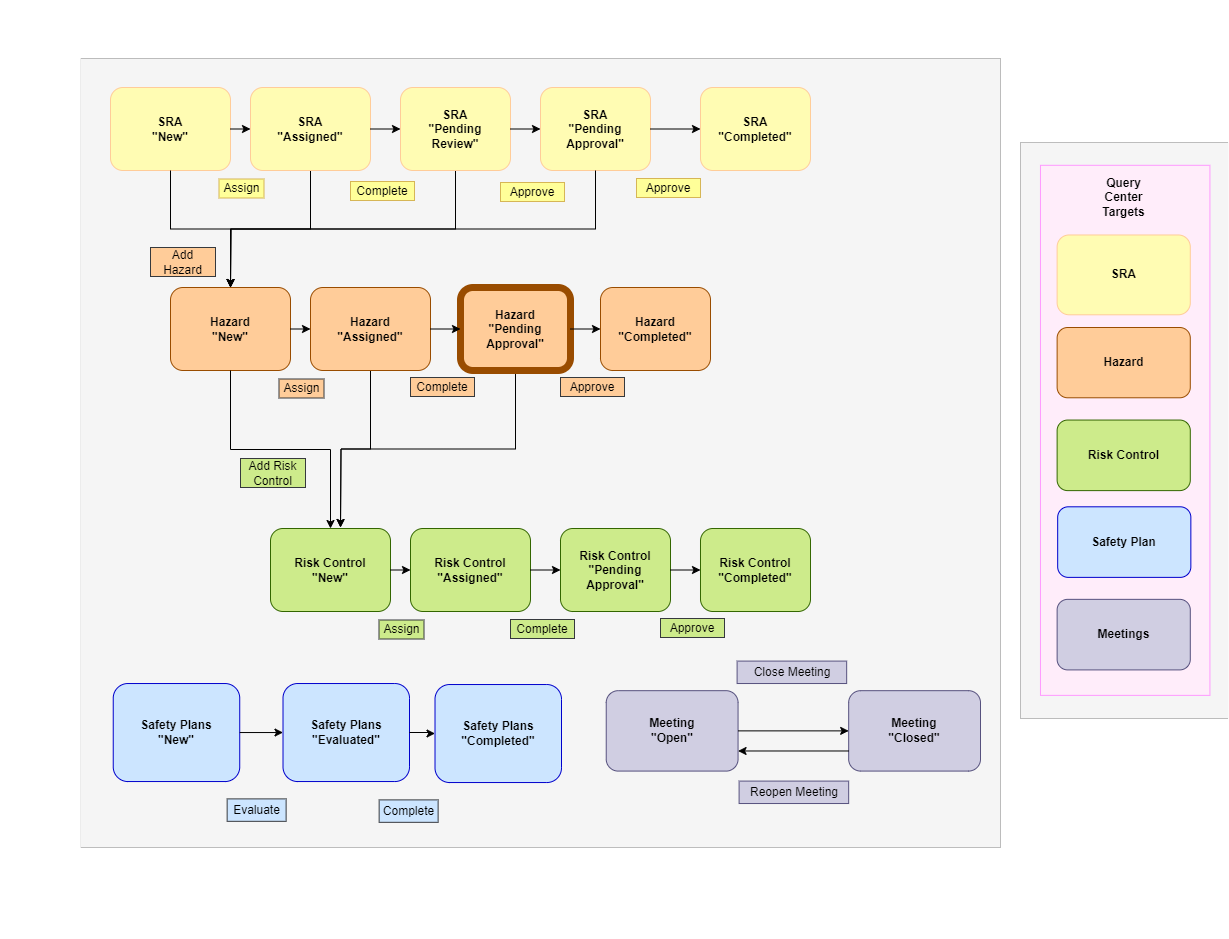 SRA
"New"
SRA
"Assigned"
SRA
"Pending
Review"
SRA
"Pending
Approval"
SRA
"Completed"
Assign
Complete
Approve
Approve
Add
Hazard
Hazard
"New"
Hazard
"Assigned"
Hazard
"Pending
Approval"
Hazard
"Completed"
Assign
Complete
Approve
Add Risk
Control
Risk Control
"New"
Risk Control
"Assigned"
Risk Control
"Pending
Approval"
Risk Control
"Completed"
Assign
Complete
Approve
Safety Plans
"New"
Safety Plans
"Evaluated"
Safety Plans
"Completed"
Evaluate
Complete
Close Meeting
Meeting
"Open"
Meeting
"Closed"
Reopen Meeting
Query
Center
Targets
SRA
Hazard
Risk Control
Safety Plan
Meetings